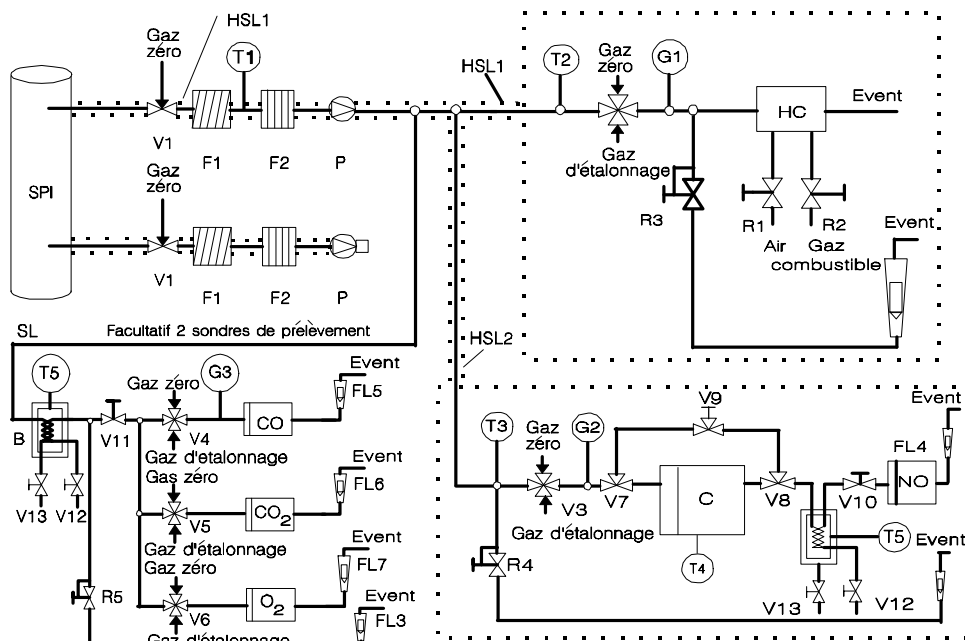 HSL1
Gaz
zéro
T1
V1
F1
F2
P
SPI
Gaz
zéro
V1
F1
F2
P
Facultatif 2 sondres de prélèvement
HSL1
T2
Gaz
zéro
G1
Gaz
d'étalonnage
HC
Event
R3
R1
R2
Air
Gaz
combustible
Event
SL
HSL2
T5
B
V13
V12
V11
Gaz zéro
G3
V4
Gaz d'étalonnage
CO
Event
FL5
Gas zéro
V5
Gaz d'étalonnage
CO2
Event
FL6
Gaz zéro
V6
Gaz d'étalonnage
O2
Event
FL7
Event
FL3
R5
T3
Gaz
zéro
G2
V3
Gaz d'étalonnage
V7
V9
C
T4
V8
V10
FL4
NO
Event
T5
Event
R4
V13
V12